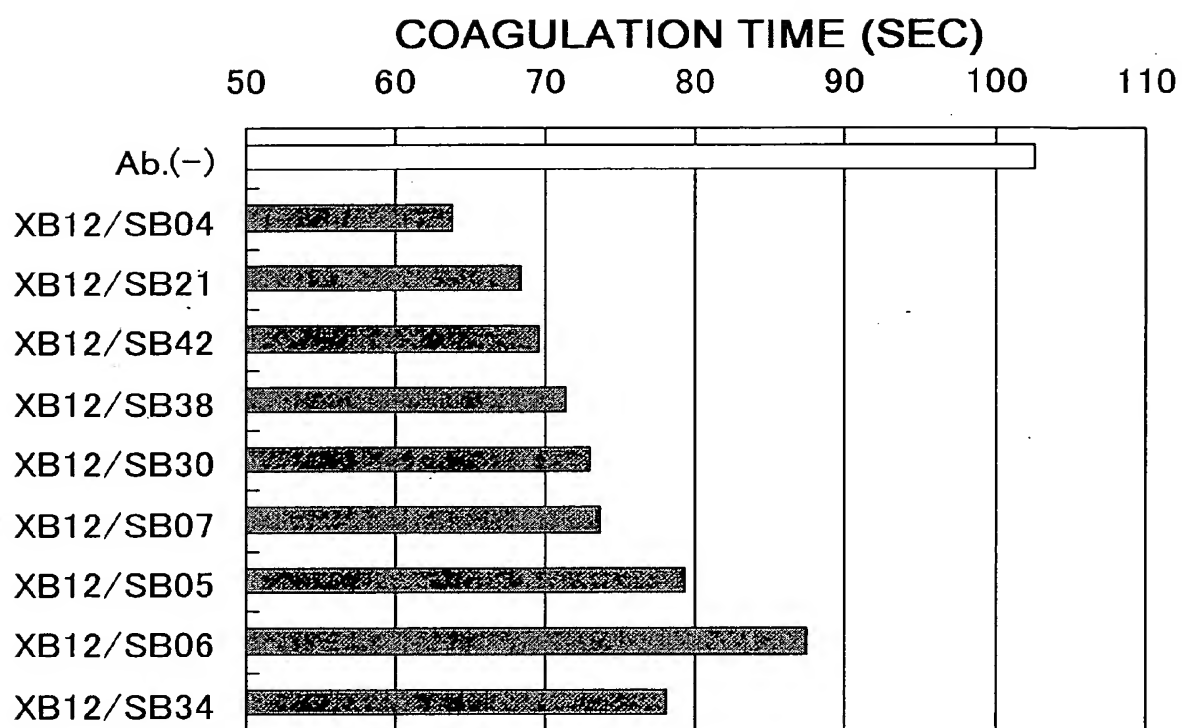 COAGULATION TIME (SEC)
50 60 70 80 90 100 110
Ab.(-)
XB12/SB04
XB12/SB21
XB12/SB42
XB12/SB38
XB12/SB30
XB12/SB07
XB12/SB05
XB12/SB06
XB12/SB34